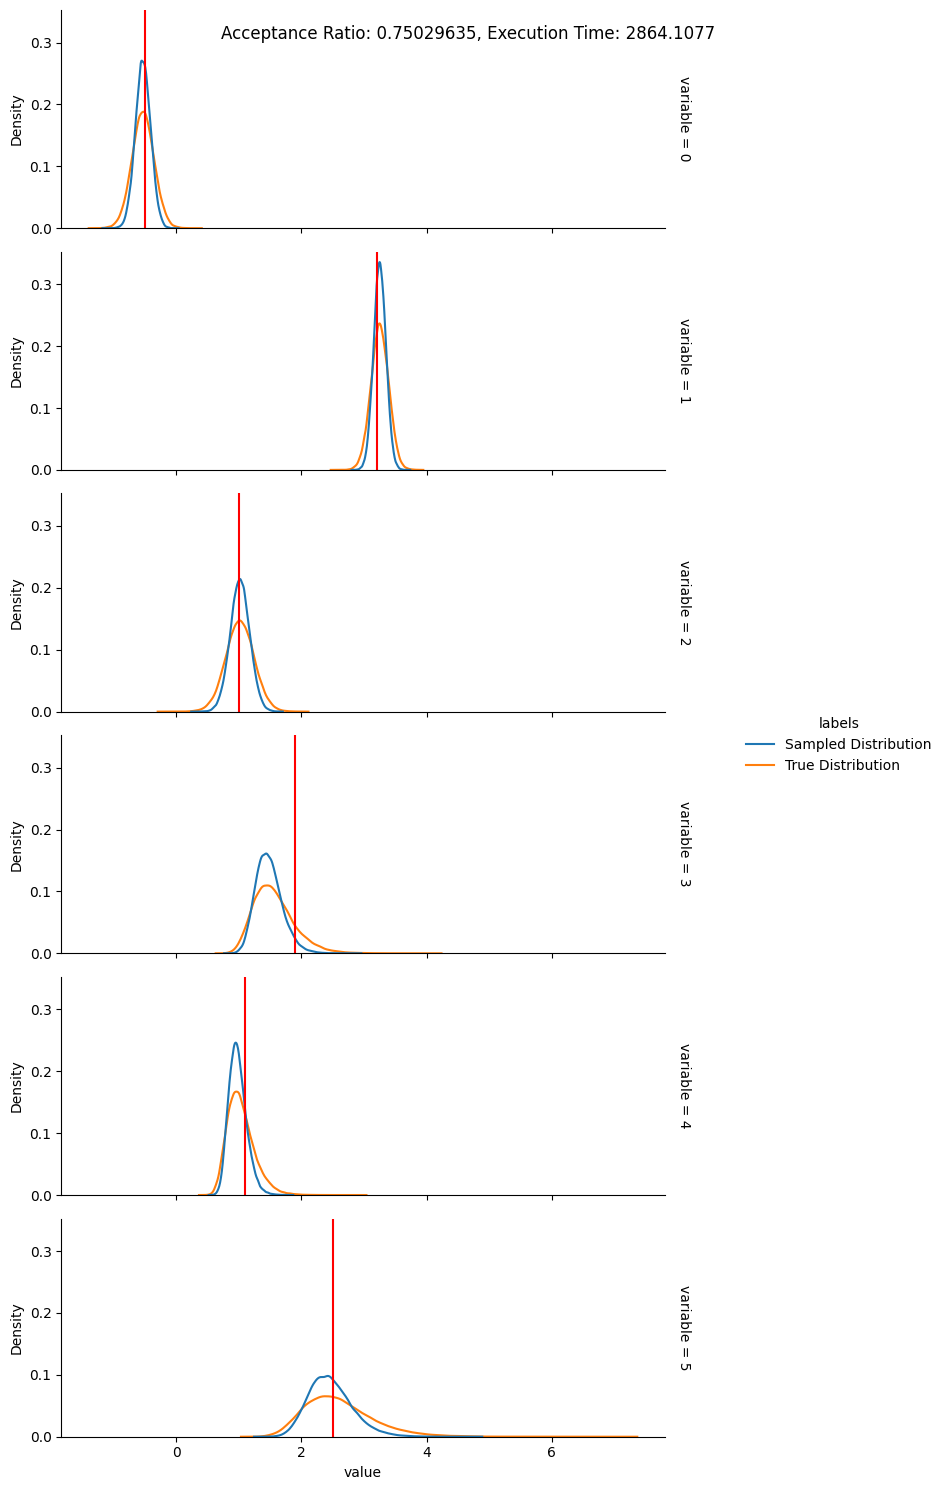 Acceptance Ratio: 0.75029635, Execution Time: 2864.1077
0.3
0.2
0.1
0.0
Density
variable = 0
0.3
0.2
0.1
0.0
Density
variable = 1
0.3
0.2
0.1
0.0
Density
variable = 2
labels
Sampled Distribution
True Distribution
0.3
0.2
0.1
0.0
Density
variable = 3
0.3
0.2
0.1
0.0
Density
variable = 4
0.3
0.2
0.1
0.0
Density
variable = 5
0 2 4 6
value